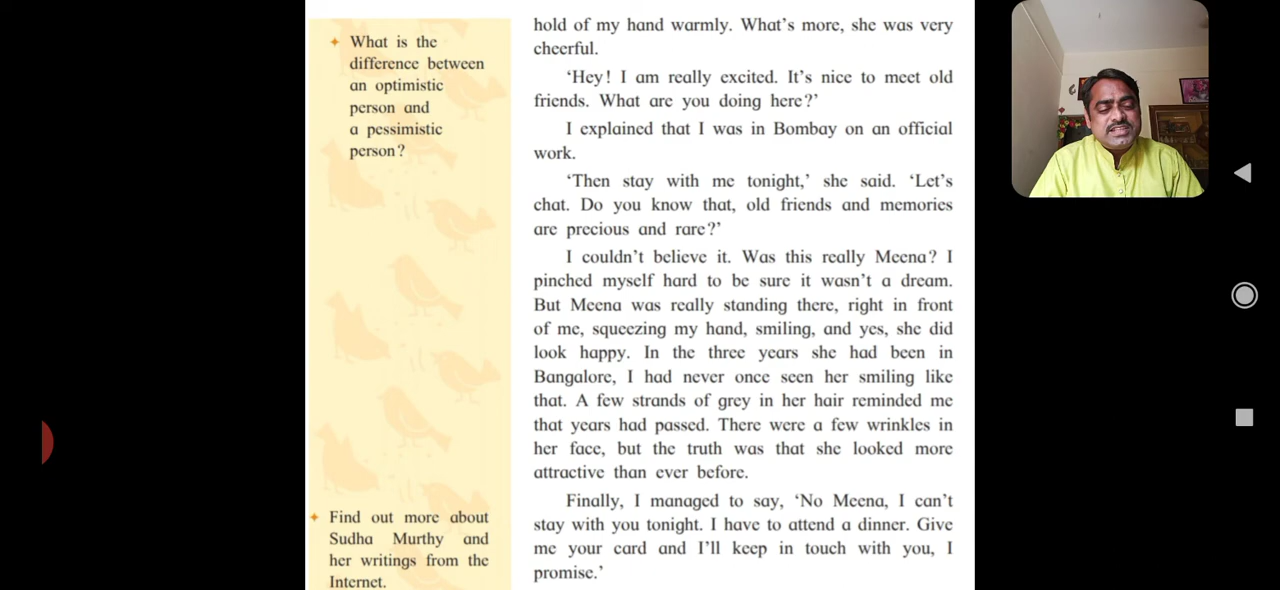 ✦ What is the
difference between
an optimistic
person and
a pessimistic
person?
✦ Find out more about
Sudha Murthy and
her writings from the
Internet.
hold of my hand warmly. What's more, she was very
cheerful.
'Hey! I am really excited. It's nice to meet old
friends. What are you doing here?'
I explained that I was in Bombay on an official
work.
'Then stay with me tonight,' she said. 'Let's
chat. Do you know that, old friends and memories
are precious and rare?'
I couldn't believe it. Was this really Meena? I
pinched myself hard to be sure it wasn't a dream.
But Meena was really standing there, right in front
of me, squeezing my hand, smiling, and yes, she did
look happy. In the three years she had been in
Bangalore, I had never once seen her smiling like
that. A few strands of grey in her hair reminded me
that years had passed. There were a few wrinkles in
her face, but the truth was that she looked more
attractive than ever before.
Finally, I managed to say, 'No Meena, I can't
stay with you tonight. I have to attend a dinner. Give
me your card and I'll keep in touch with you, I
promise.'